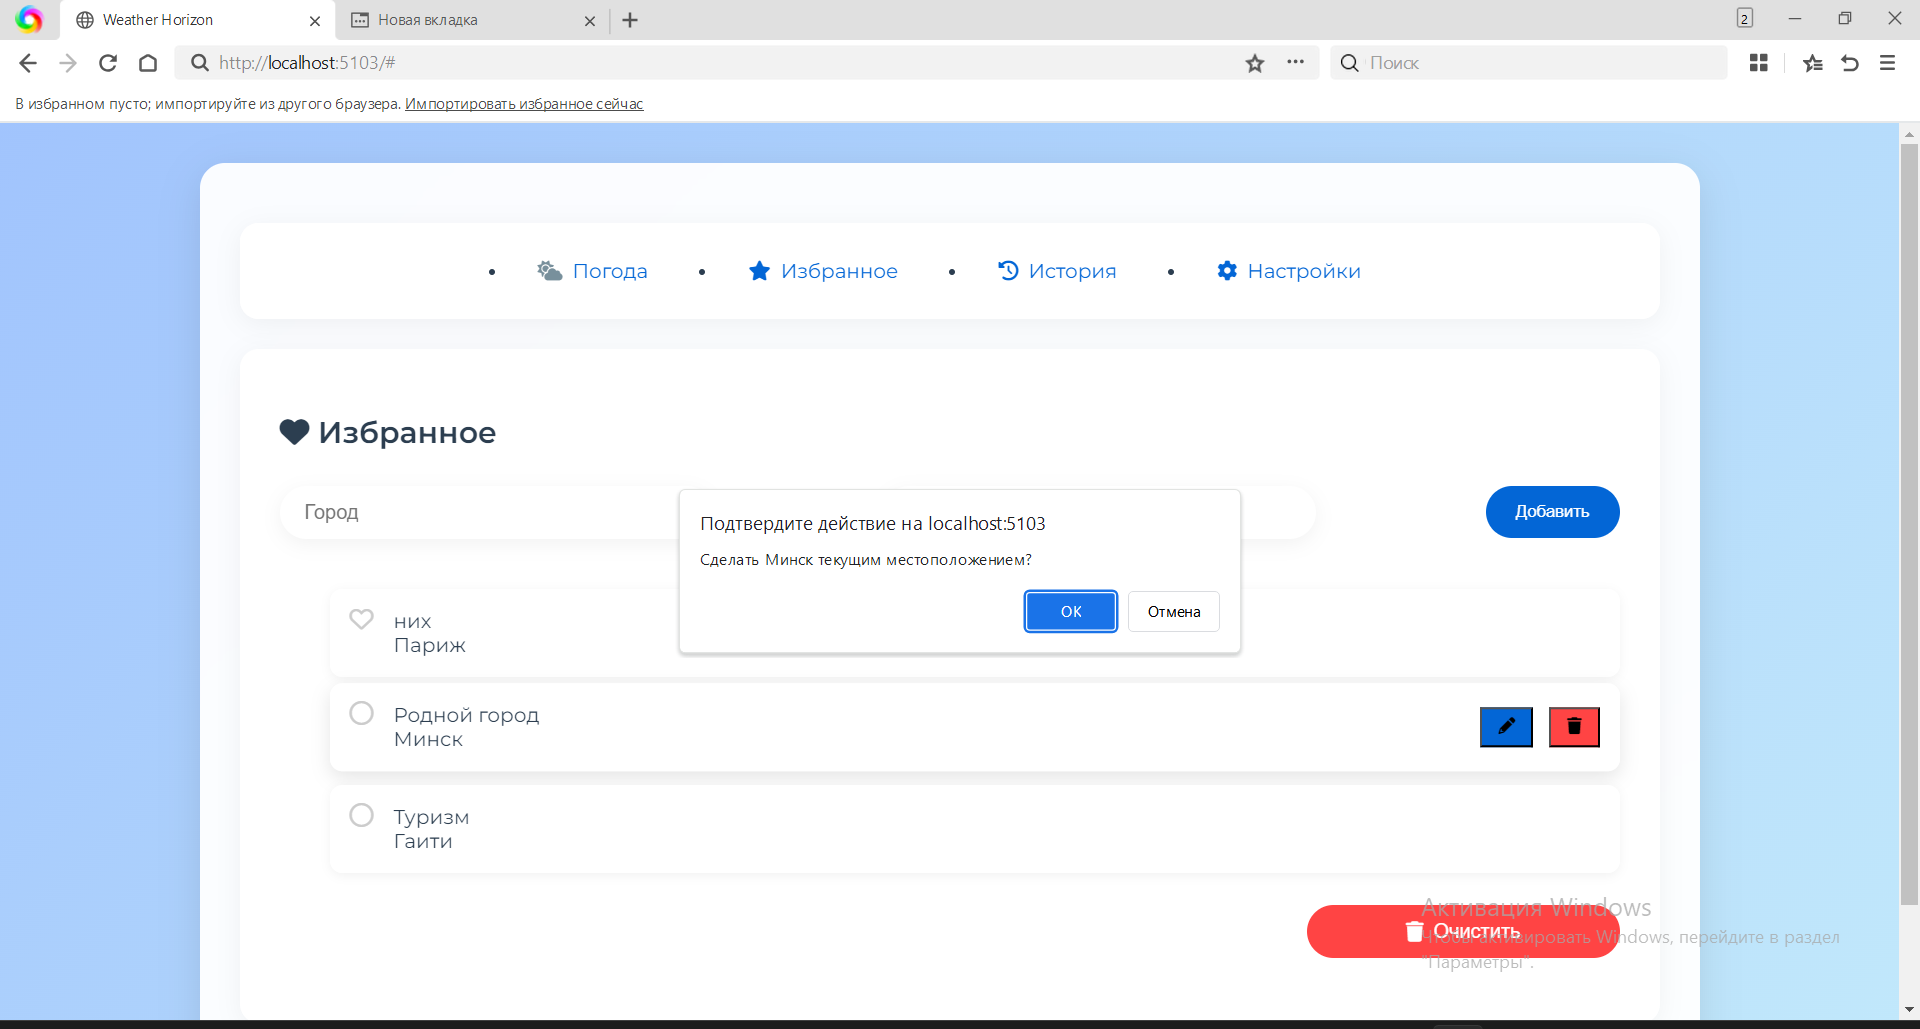 Weather Horizon
Новая вкладка
2
http://localhost:5103/#
Поиск
В избранном пусто; импортируйте из другого браузера. Импортировать избранное сейчас
Погода
Избранное
История
Настройки
Избранное
Город
Добавить
Подтвердите действие на localhost:5103
Сделать Минск текущим местоположением?
ОК
Отмена
них
Париж
Родной город
Минск
Туризм
Гаити
Очистить
Активация Windows
Чтобы активировать Windows, перейдите в раздел
"Параметры".